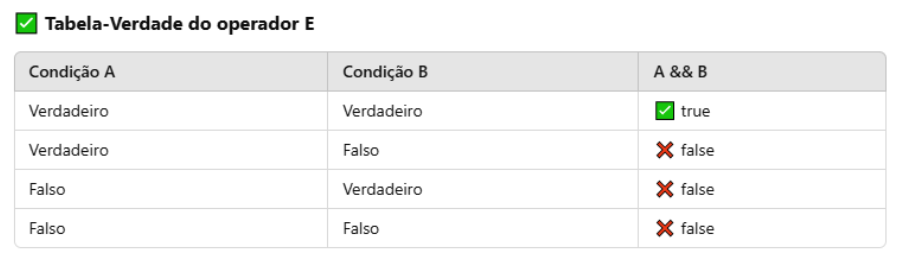 ✅ Tabela-Verdade do operador E
Condição A Condição B A && B
Verdadeiro Verdadeiro ✅ true
Verdadeiro Falso ❌ false
Falso Verdadeiro ❌ false
Falso Falso ❌ false